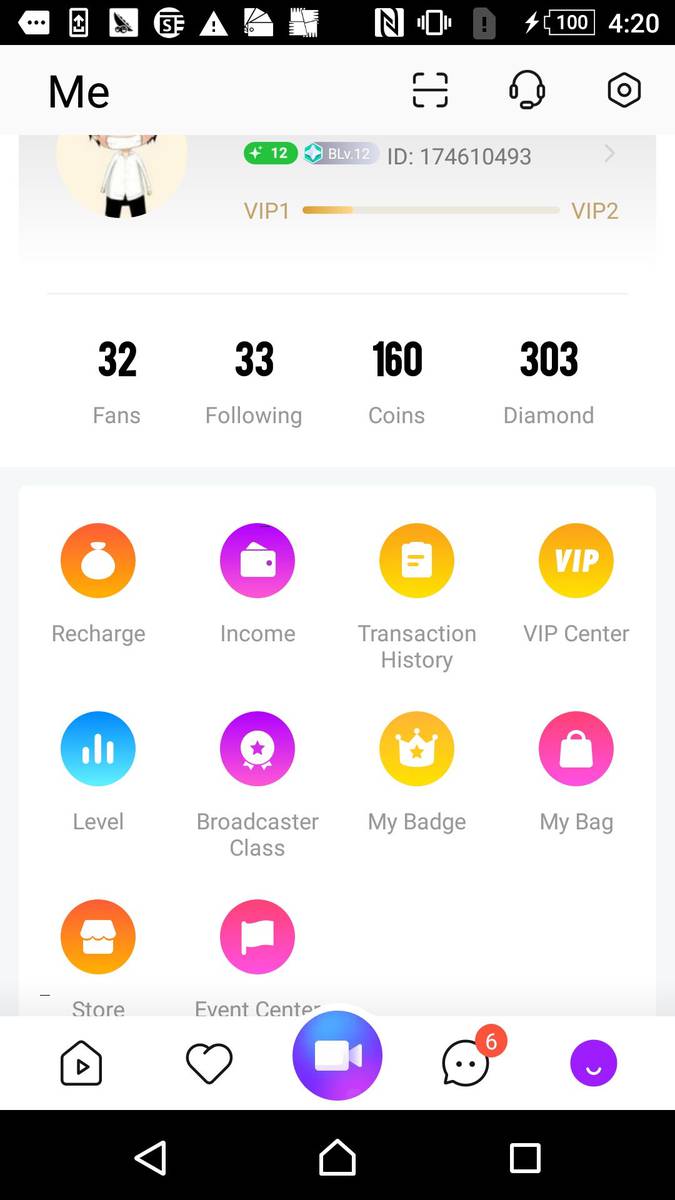 100 4:20
Me
12 BLv.12 ID: 174610493
VIP1 VIP2
32 33 160 303
Fans Following Coins Diamond
VIP
Recharge Income Transaction History VIP Center
Level Broadcaster Class My Badge My Bag
Store Event Center
6